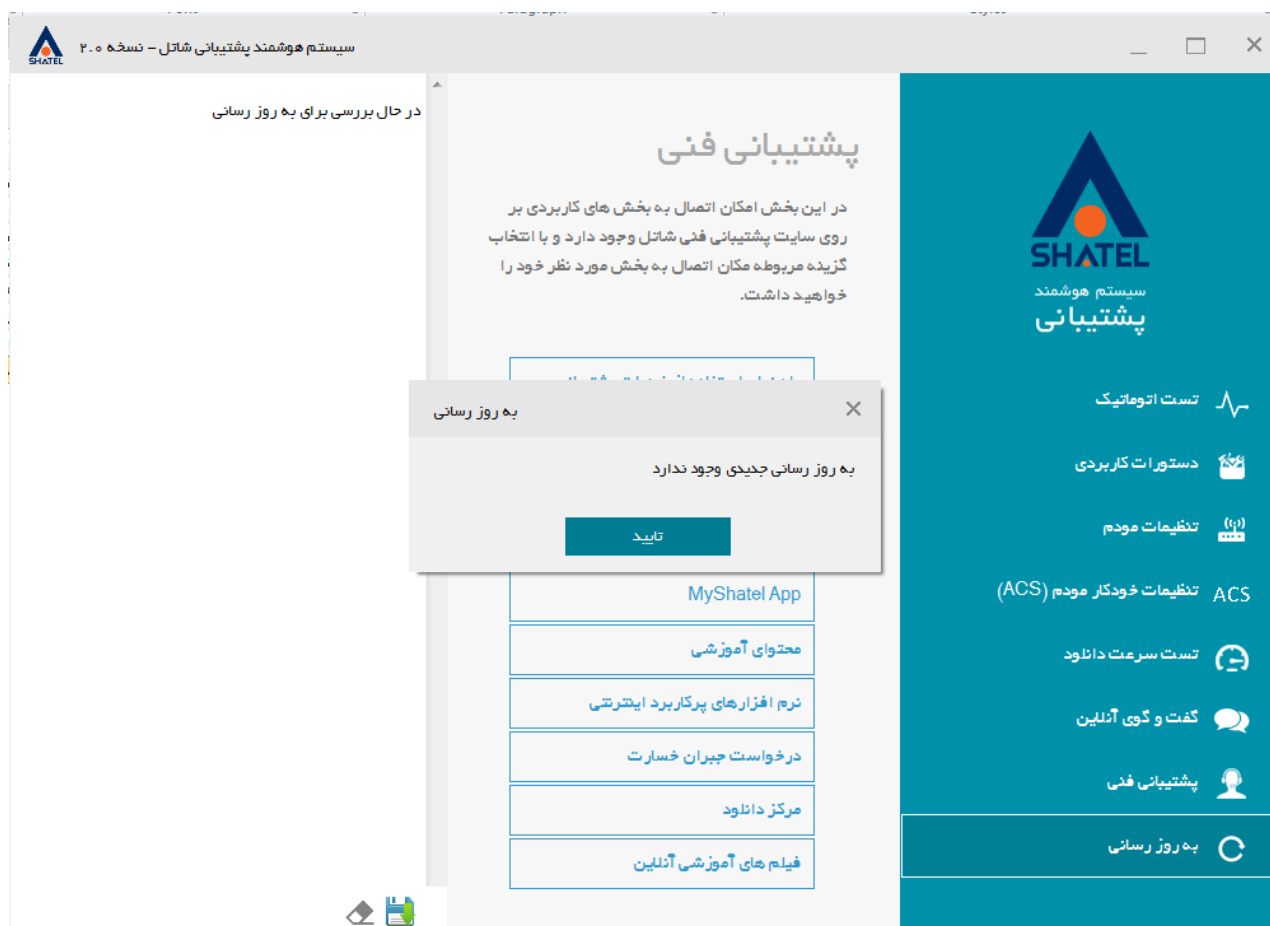 سیستم هوشمند پشتیبانی شاتل – نسخه ۲.۰
SHATEL
SHATEL
سیستم هوشمند
پشتیبانی
تست اتوماتیک
دستورات کاربردی
تنظیمات مودم
ACS تنظیمات خودکار مودم (ACS)
تست سرعت دانلود
گفت و گوی آنلاین
پشتیبانی فنی
به روز رسانی
پشتیبانی فنی
در این بخش امکان اتصال به بخش های کاربردی بر
روی سایت پشتیبانی فنی شاتل وجود دارد و با انتخاب
گزینه مربوطه مکان اتصال به بخش مورد نظر خود را
خواهید داشت.
به روز رسانی
به روز رسانی جدیدی وجود ندارد
تایید
MyShatel App
محتوای آموزشی
نرم افزارهای پرکاربرد اینترنتی
درخواست جبران خسارت
مرکز دانلود
فیلم های آموزشی آنلاین
در حال بررسی برای به روز رسانی